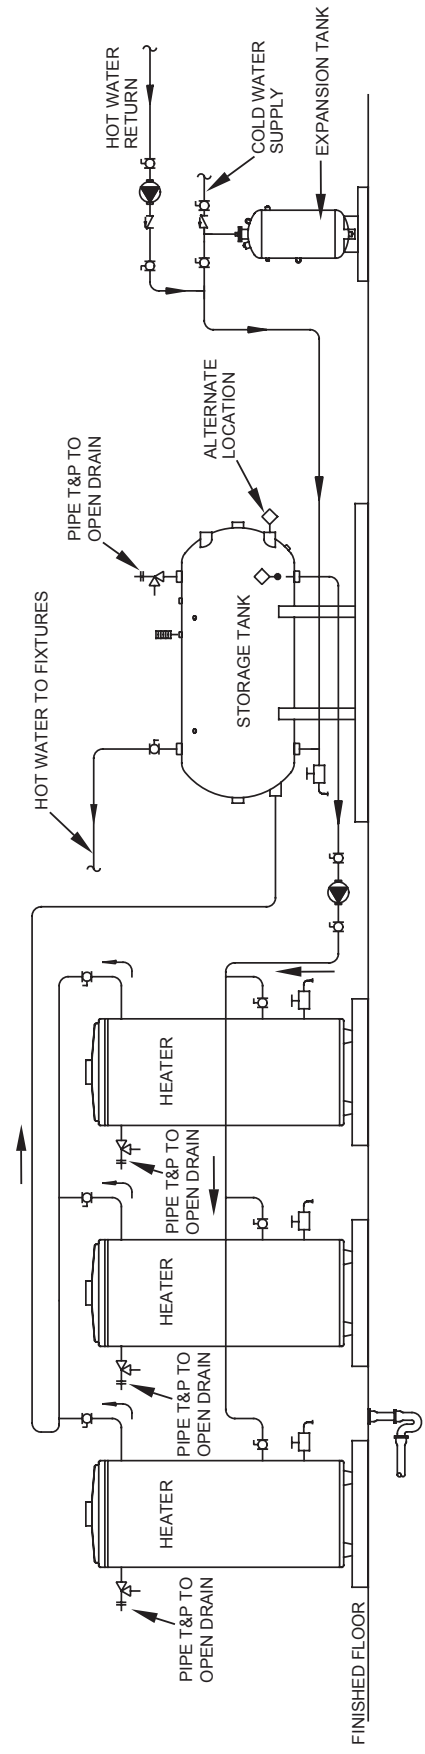 HOT WATER
RETURN
COLD WATER
SUPPLY
EXPANSION TANK
ALTERNATE
LOCATION
PIPE T&P TO
OPEN DRAIN
HOT WATER TO FIXTURES
STORAGE TANK
HEATER
PIPE T&P TO
OPEN DRAIN
HEATER
PIPE T&P TO
OPEN DRAIN
HEATER
PIPE T&P TO
OPEN DRAIN
FINISHED FLOOR